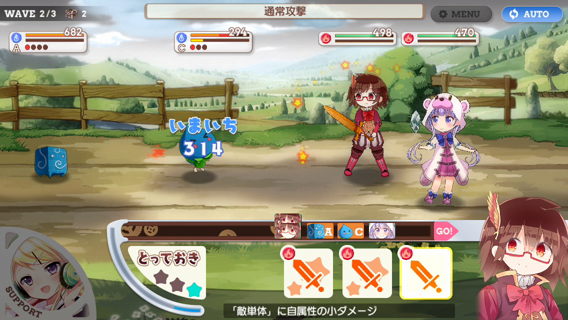 WAVE 2/3 2
通常攻撃
MENU
AUTO
682
A
294
C
498
470
いまいち
314
A C GO!
とっておき
SUPPORT
「敵単体」に自属性の小ダメージ